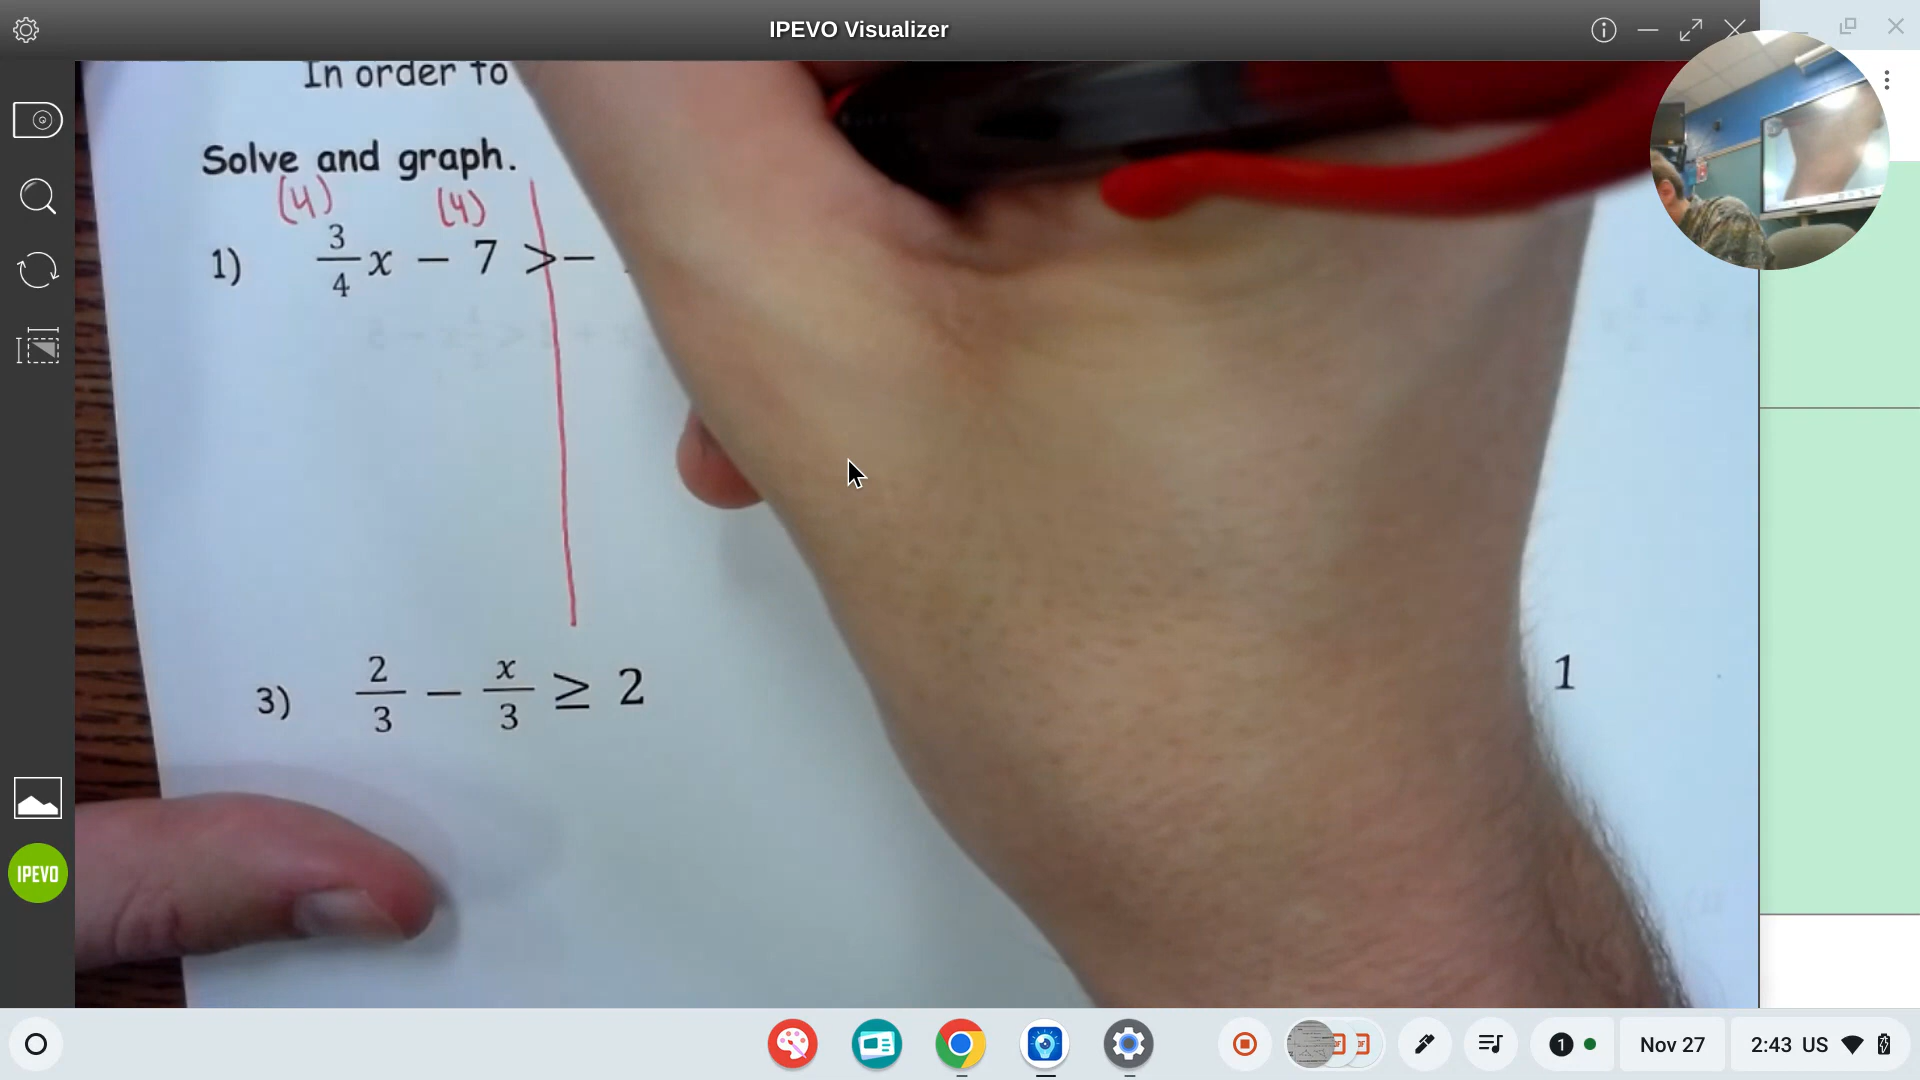 IPEVO Visualizer
In order to
Solve and graph.
(4) (4)
1) 3/4 x − 7 > −
3) 2/3 − x/3 ≥ 2
1
IPEVO
1
Nov 27
2:43 US